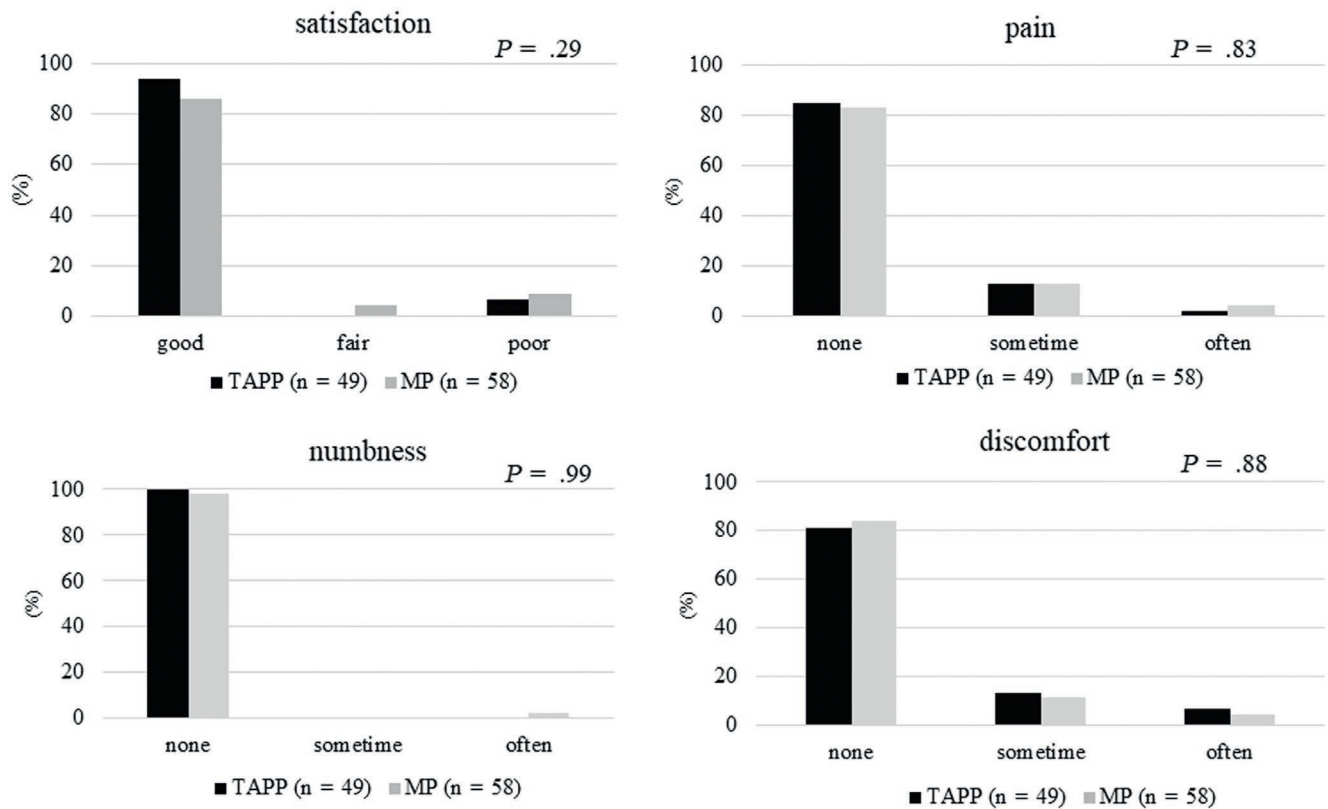 satisfaction
P = .29
100
80
60
40
20
0
(%)
good fair poor
■ TAPP (n = 49) ■ MP (n = 58)
pain
P = .83
100
80
60
40
20
0
(%)
none sometime often
■ TAPP (n = 49) ■ MP (n = 58)
numbness
P = .99
100
80
60
40
20
0
(%)
none sometime often
■ TAPP (n = 49) ■ MP (n = 58)
discomfort
P = .88
100
80
60
40
20
0
(%)
none sometime often
■ TAPP (n = 49) ■ MP (n = 58)